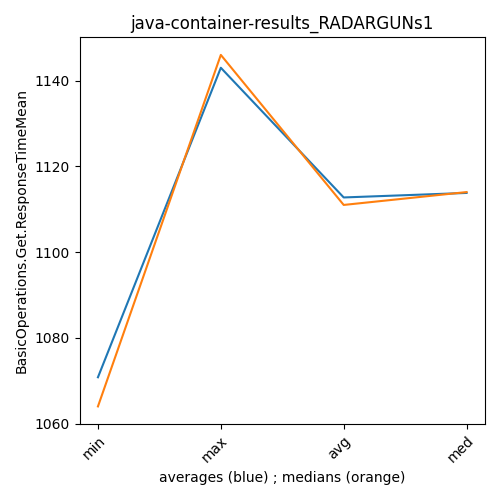 java-container-results_RADARGUNs1
BasicOperations.Get.ResponseTimeMean
1140
1120
1100
1080
1060
min
max
avg
med
averages (blue) ; medians (orange)